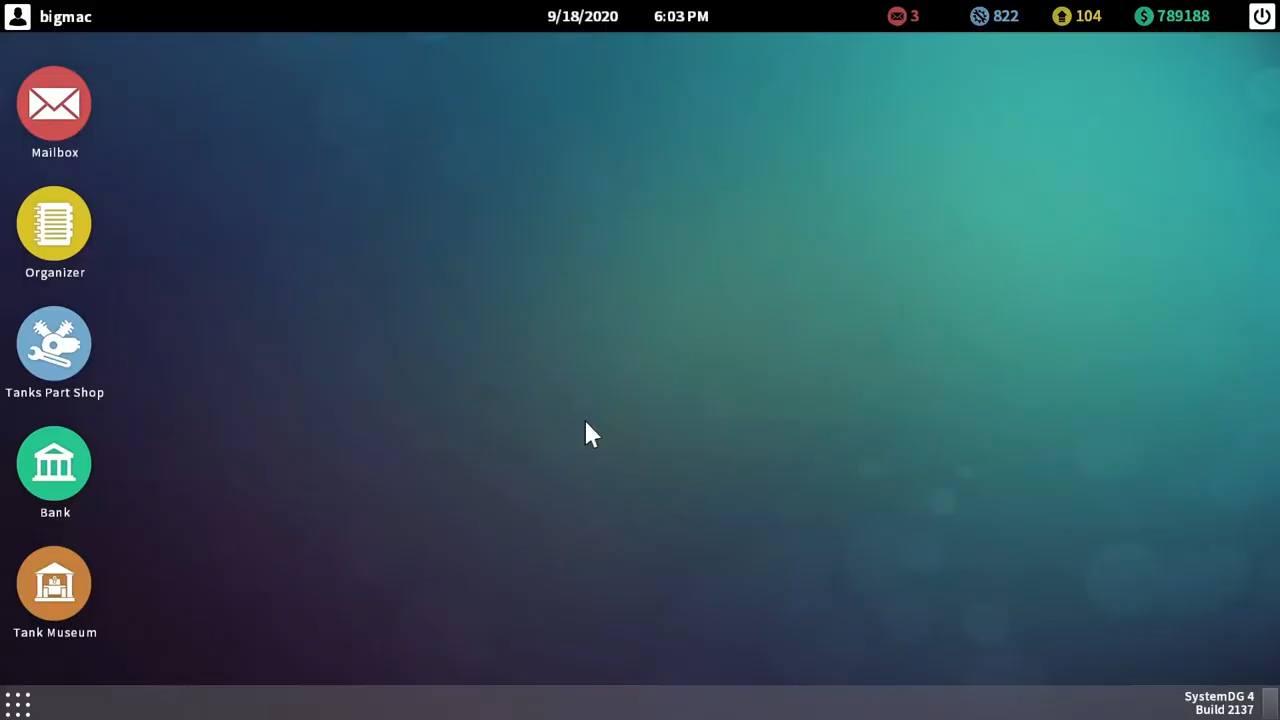 bigmac 9/18/2020 6:03 PM 3 822 104 $ 789188
Mailbox
Organizer
Tanks Part Shop
Bank
Tank Museum
SystemDG 4
Build 2137